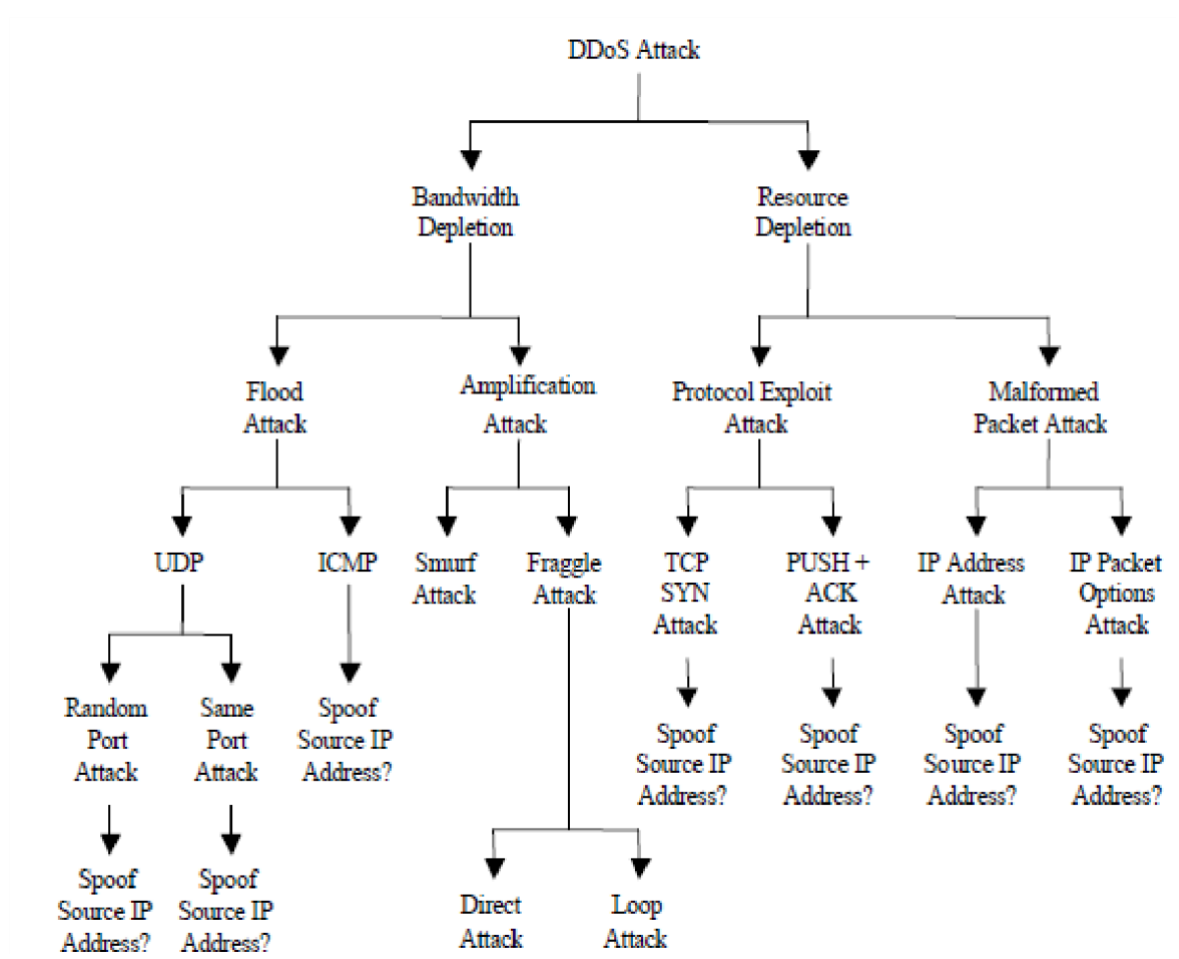 DDoS Attack
Bandwidth
Depletion
Resource
Depletion
Flood
Attack
Amplification
Attack
Protocol Exploit
Attack
Malformed
Packet Attack
UDP
ICMP
Smurf
Attack
Fraggle
Attack
TCP
SYN
Attack
PUSH +
ACK
Attack
IP Address
Attack
IP Packet
Options
Attack
Random
Port
Attack
Same
Port
Attack
Spoof
Source IP
Address?
Spoof
Source IP
Address?
Spoof
Source IP
Address?
Spoof
Source IP
Address?
Spoof
Source IP
Address?
Spoof
Source IP
Address?
Spoof
Source IP
Address?
Direct
Attack
Loop
Attack